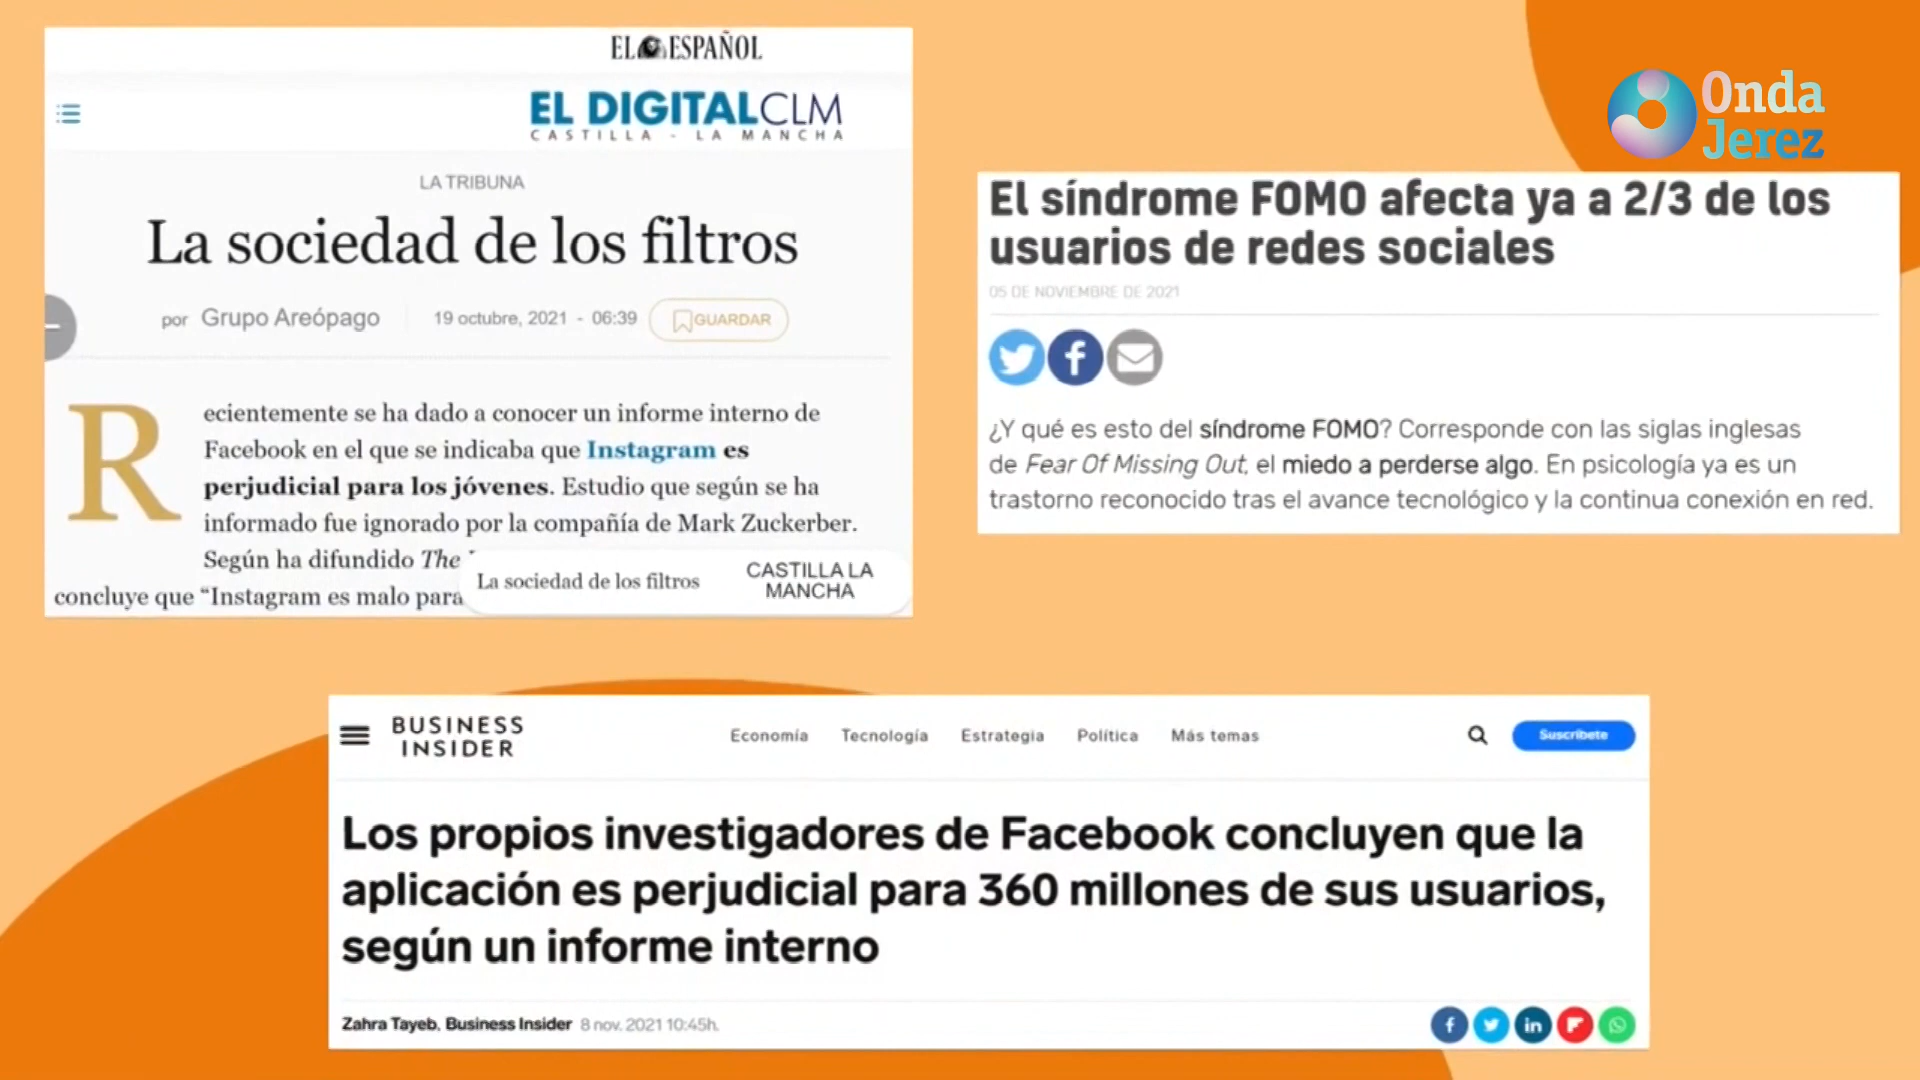 EL ESPAÑOL
EL DIGITALCLM
CASTILLA - LA MANCHA
LA TRIBUNA
La sociedad de los filtros
por Grupo Areópago 19 octubre, 2021 - 06:39 GUARDAR
Recientemente se ha dado a conocer un informe interno de
Facebook en el que se indicaba que Instagram es
perjudicial para los jóvenes. Estudio que según se ha
informado fue ignorado por la compañía de Mark Zuckerber.
Según ha difundido The
concluye que “Instagram es malo para
La sociedad de los filtros
CASTILLA LA
MANCHA
Onda
Jerez
El síndrome FOMO afecta ya a 2/3 de los
usuarios de redes sociales
05 DE NOVIEMBRE DE 2021
¿Y qué es esto del síndrome FOMO? Corresponde con las siglas inglesas
de Fear Of Missing Out, el miedo a perderse algo. En psicología ya es un
trastorno reconocido tras el avance tecnológico y la continua conexión en red.
BUSINESS
INSIDER
Economía Tecnología Estrategia Política Más temas
Suscríbete
Los propios investigadores de Facebook concluyen que la
aplicación es perjudicial para 360 millones de sus usuarios,
según un informe interno
Zahra Tayeb, Business Insider 8 nov. 2021 10:45h.